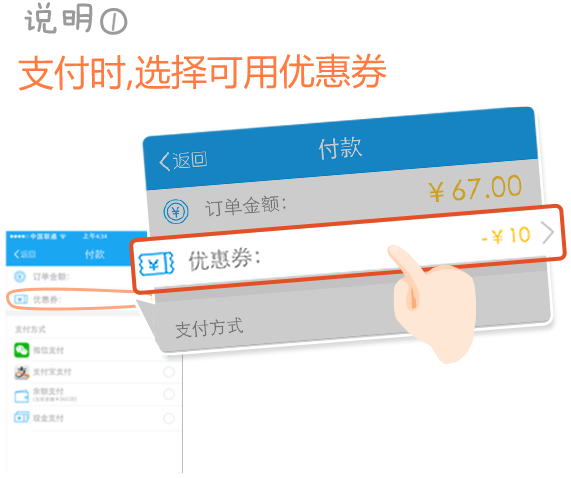 说明①
支付时,选择可用优惠券
返回
付款
订单金额:
¥67.00
优惠券:
-¥10
支付方式
中国联通
上午4:34
返回
付款
订单金额:
优惠券:
支付方式
微信支付
支付宝支付
余额支付
现金支付